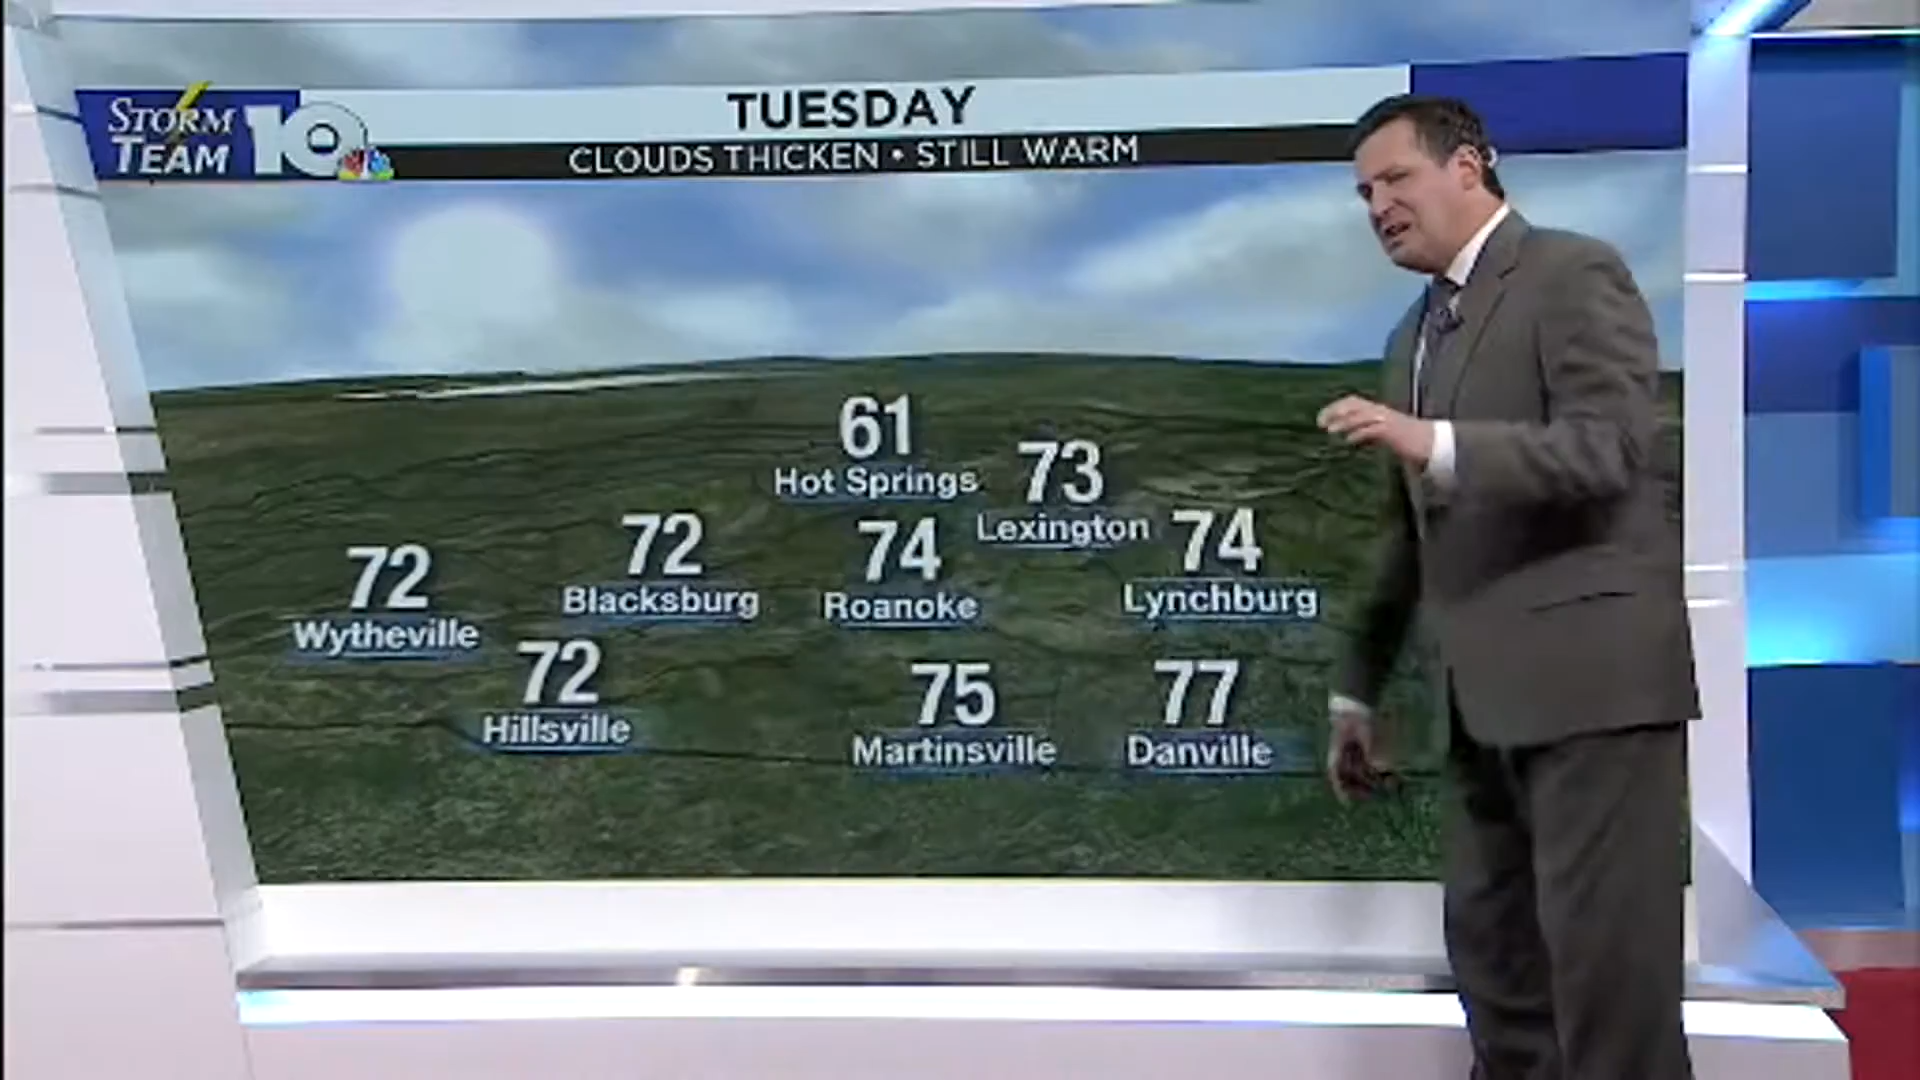 STORM TEAM 10
TUESDAY
CLOUDS THICKEN • STILL WARM
61
Hot Springs
73
Lexington
72
Wytheville
72
Blacksburg
74
Roanoke
74
Lynchburg
72
Hillsville
75
Martinsville
77
Danville